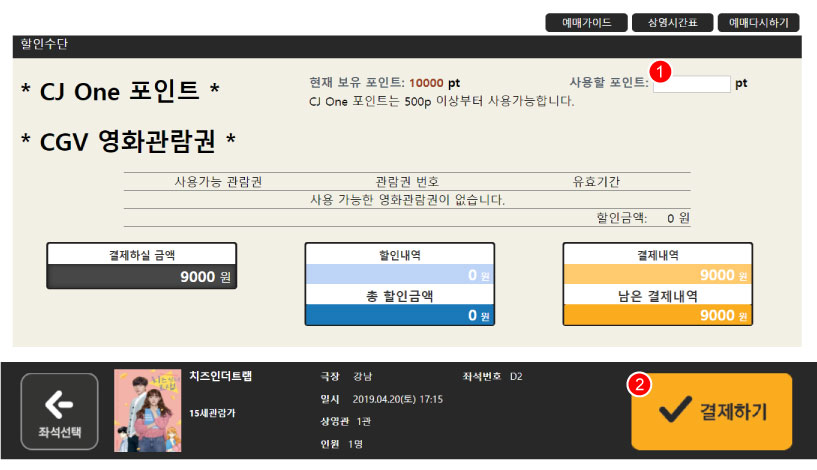 예매가이드 상영시간표 예매다시하기
할인수단
* CJ One 포인트 *
현재 보유 포인트: 10000 pt
1
사용할 포인트: pt
CJ One 포인트는 500p 이상부터 사용가능합니다.
* CGV 영화관람권 *
사용가능 관람권 관람권 번호 유효기간
사용 가능한 영화관람권이 없습니다.
할인금액: 0 원
결제하실 금액 할인내역 결제내역
9000 원 0 원 9000 원
총 할인금액 남은 결제내역
0 원 9000 원
치즈인더트랩 극장 강남 좌석번호 D2
2
일시 2019.04.20(토) 17:15
15세관람가
결제하기
상영관 1관
좌석선택
인원 1명